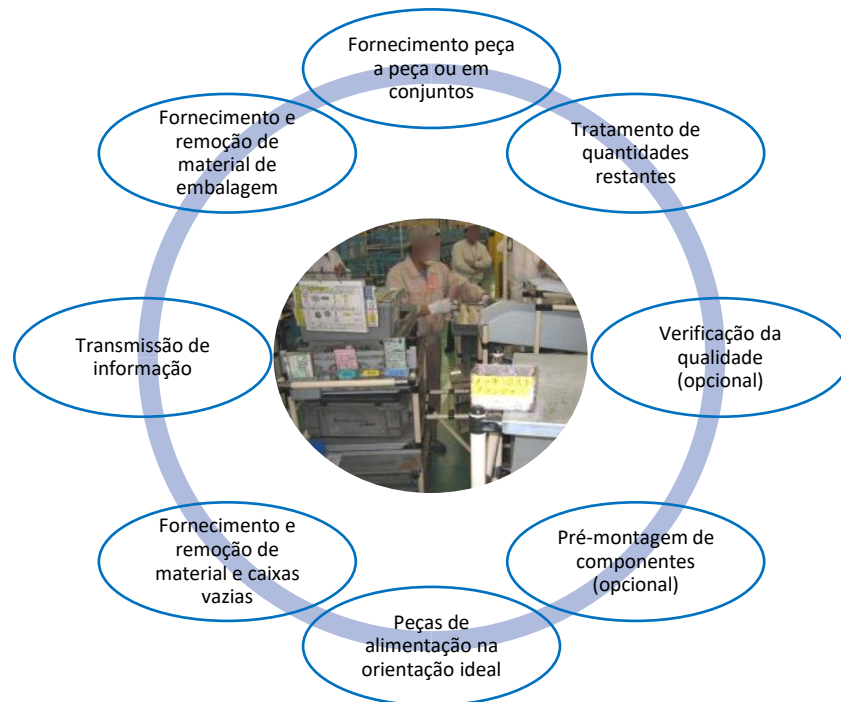 Fornecimento peça
a peça ou em
conjuntos
Tratamento de
quantidades
restantes
Verificação da
qualidade
(opcional)
Pré-montagem de
componentes
(opcional)
Peças de
alimentação na
orientação ideal
Fornecimento e
remoção de
material e caixas
vazias
Transmissão de
informação
Fornecimento e
remoção de
material de
embalagem